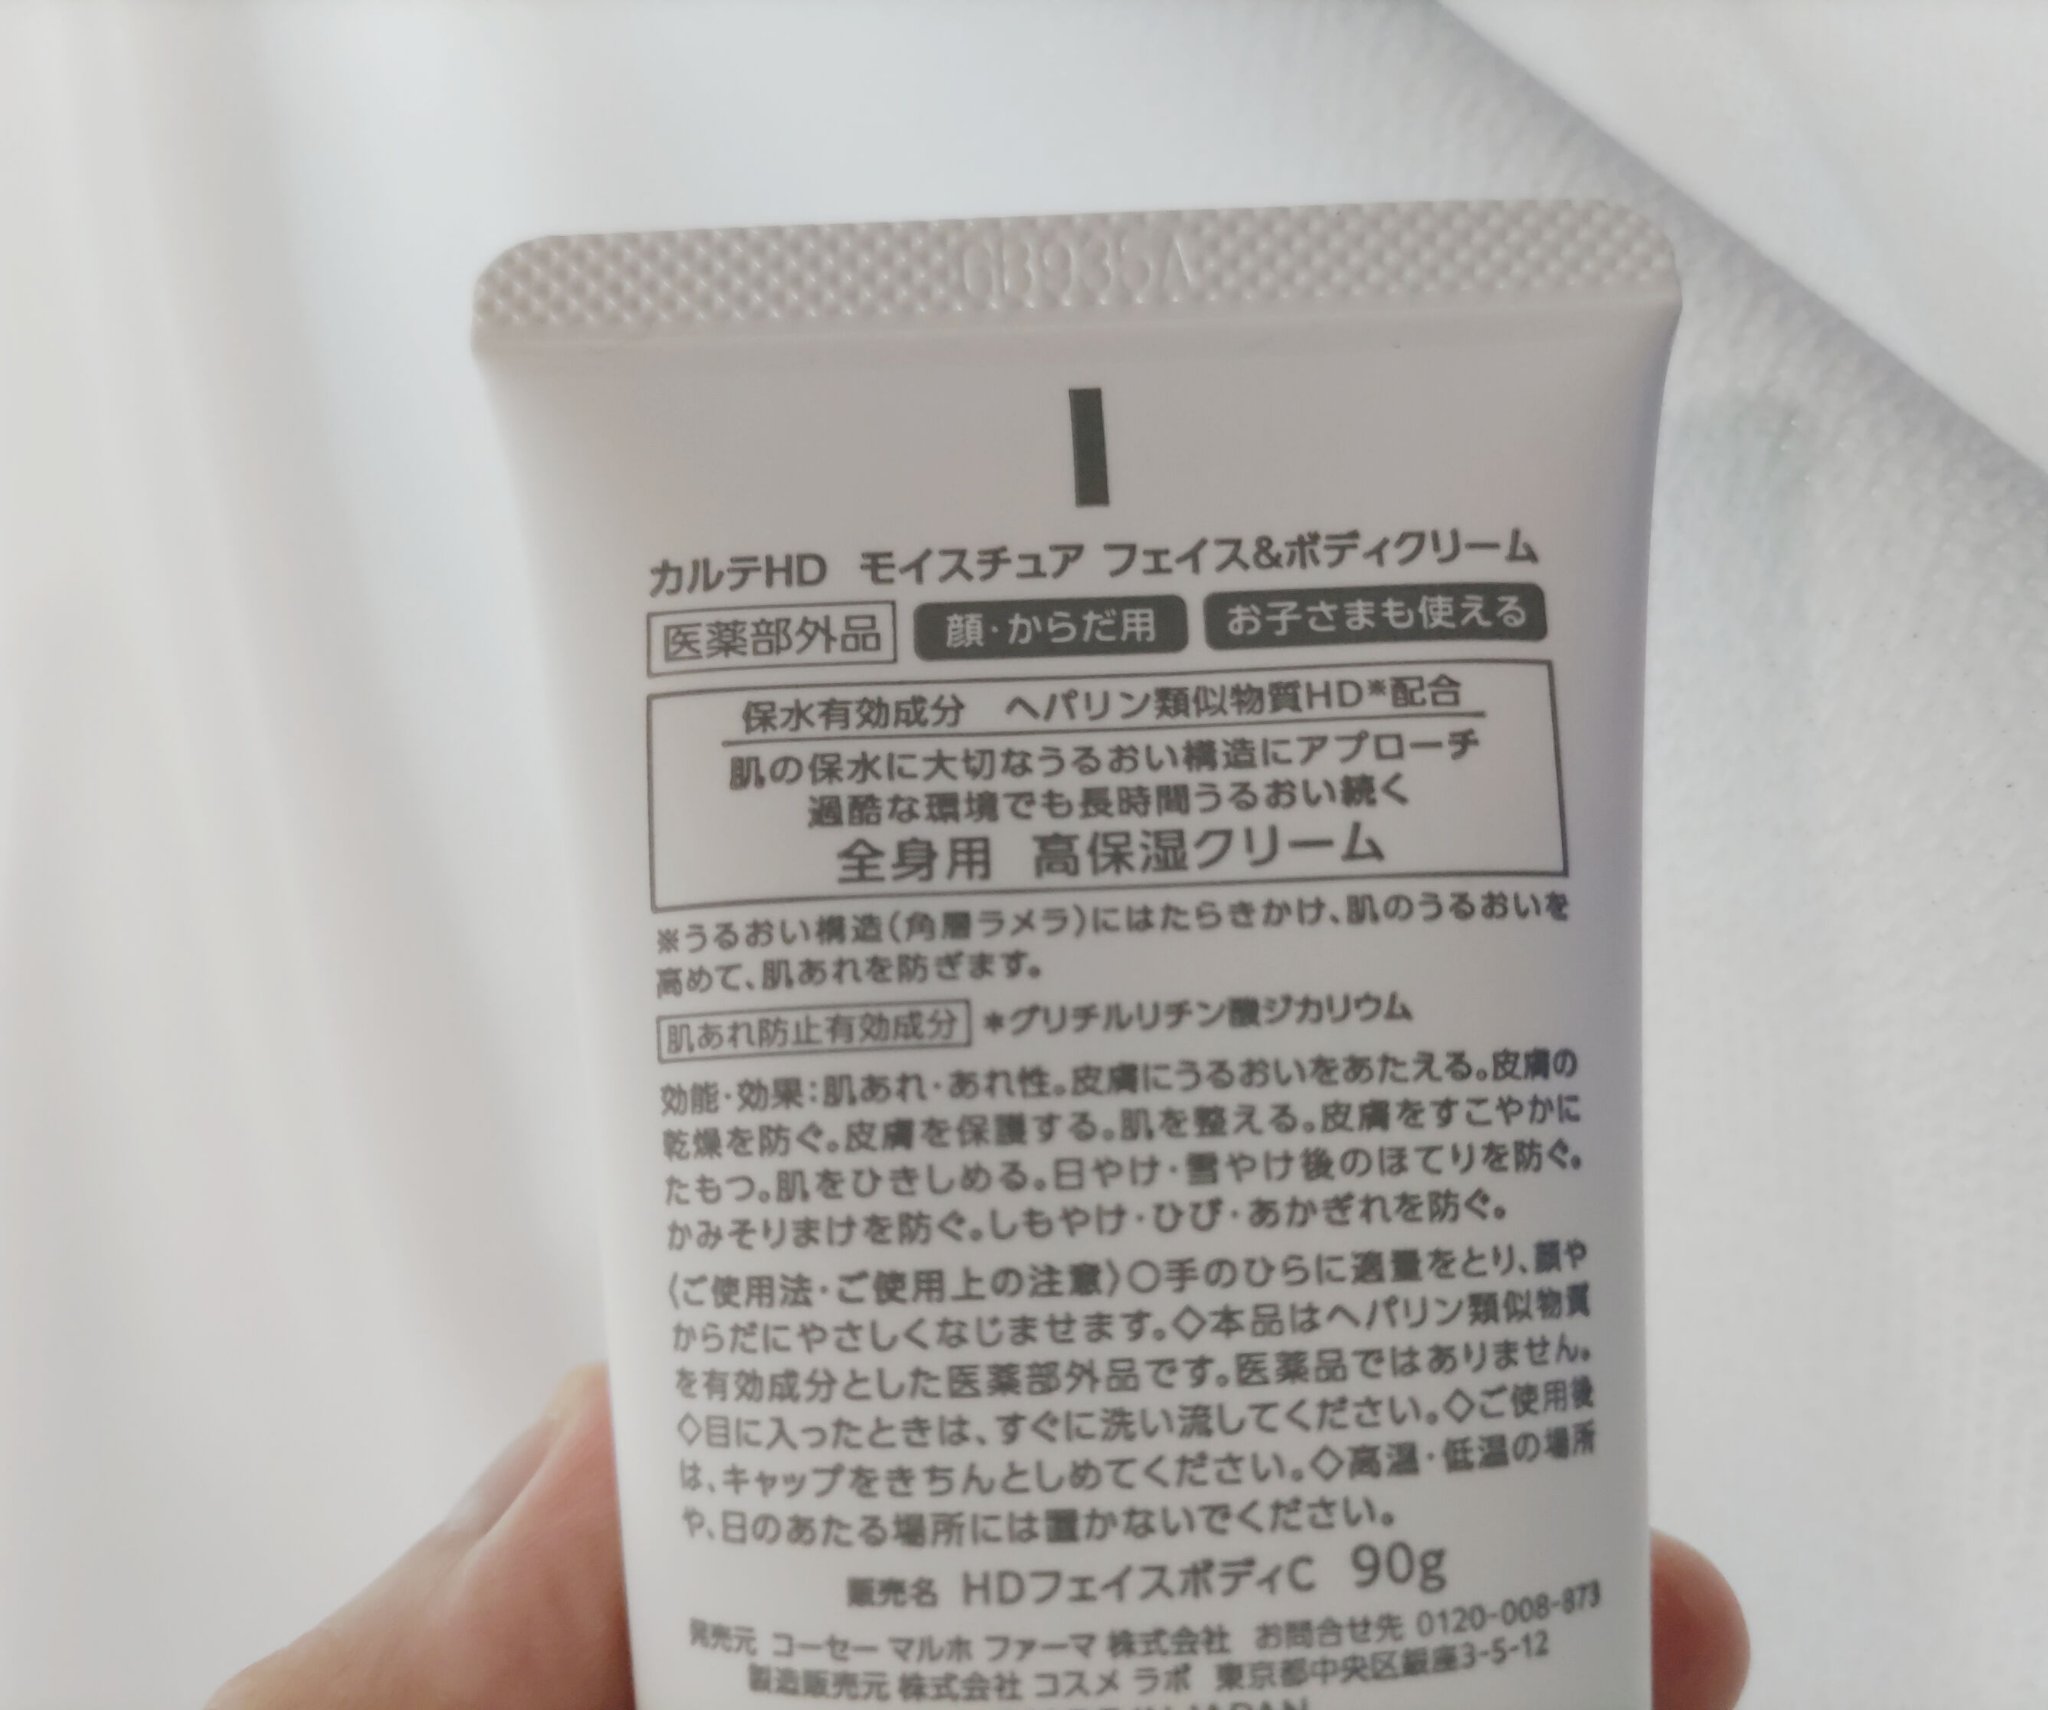 カルテHD モイスチュア フェイス&ボディクリーム
医薬部外品 顔・からだ用 お子さまも使える
保水有効成分 ヘパリン類似物質HD※配合
肌の保水に大切なうるおい構造にアプローチ
過酷な環境でも長時間うるおい続く
全身用 高保湿クリーム
※うるおい構造(角層ラメラ)にはたらきかけ、肌のうるおいを
高めて、肌あれを防ぎます。
肌あれ防止有効成分 *グリチルリチン酸ジカリウム
効能・効果:肌あれ・あれ性。皮膚にうるおいをあたえる。皮膚の
乾燥を防ぐ。皮膚を保護する。肌を整える。皮膚をすこやかに
たもつ。肌をひきしめる。日やけ・雪やけ後のほてりを防ぐ。
かみそりまけを防ぐ。しもやけ・ひび・あかぎれを防ぐ。
〈ご使用法・ご使用上の注意〉○手のひらに適量をとり、顔や
からだにやさしくなじませます。◇本品はヘパリン類似物質
を有効成分とした医薬部外品です。医薬品ではありません。
◇目に入ったときは、すぐに洗い流してください。◇ご使用後
は、キャップをきちんとしめてください。◇高温・低温の場所
や、日のあたる場所には置かないでください。
販売名 HDフェイスボディC 90g
発売元 コーセー マルホ ファーマ 株式会社 お問合せ先 0120-008-873
製造販売元 株式会社 コスメ ラボ 東京都中央区銀座3-5-12